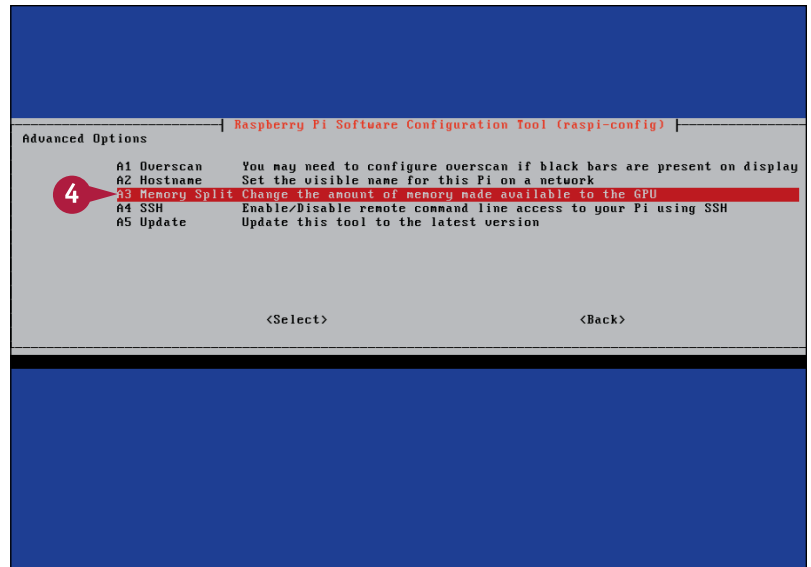 Raspberry Pi Software Configuration Tool (raspi-config)
Advanced Options
A1 Overscan You may need to configure overscan if black bars are present on display
A2 Hostname Set the visible name for this Pi on a network
4 A3 Memory Split Change the amount of memory made available to the GPU
A4 SSH Enable/Disable remote command line access to your Pi using SSH
A5 Update Update this tool to the latest version
<Select> <Back>